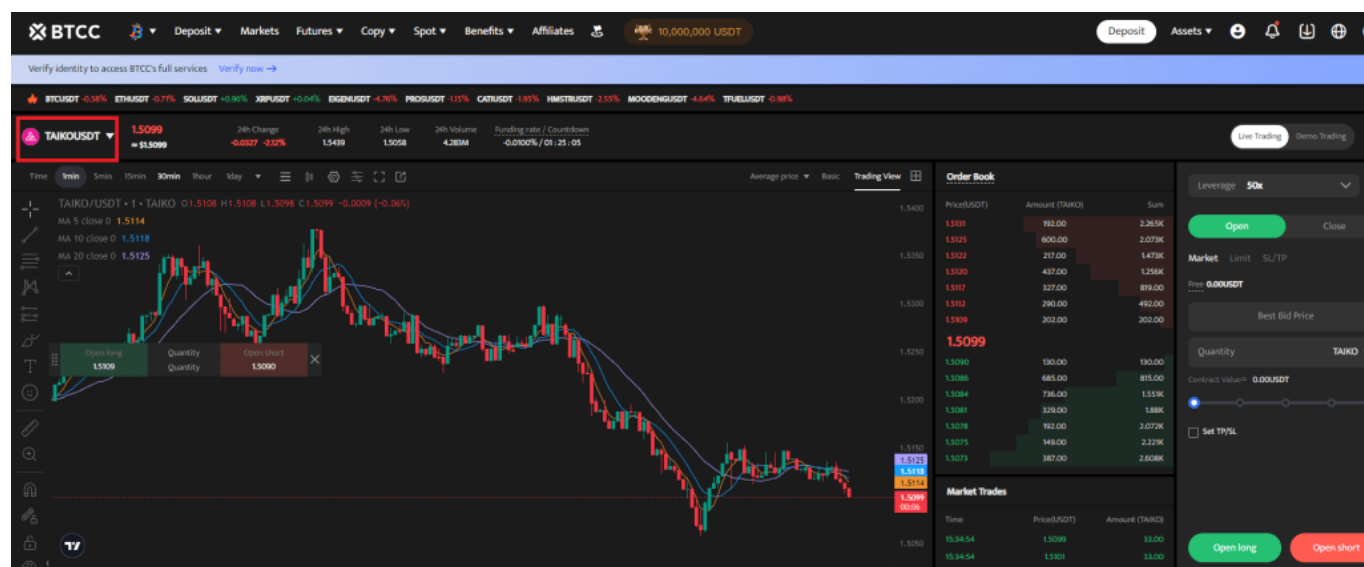 BTCC Deposit Markets Futures Copy Spot Benefits Affiliates 10,000,000 USDT Deposit Assets
Verify identity to access BTCC's full services Verify now →
BTCUSDT -0.58% ETHUSDT -0.77% SOLUSDT +0.96% XRPUSDT +0.04% EIGENUSDT -4.76% PROSUSDT -1.15% CATIUSDT -1.95% HMSTRUSDT -2.55% MOODENGUSDT -4.64% TFUELUSDT -0.98%
TAIKOUSDT 1.5099 24h Change 24h High 24h Low 24h Volume Funding rate / Countdown Live Trading Demo Trading
≈ $1.5099 -0.0327 -2.12% 1.5439 1.5058 4.283M -0.0100% / 01 : 25 : 05
Time 1min 5min 15min 30min 1hour 1day Average price Basic Trading View
TAIKO/USDT • 1 • TAIKO O1.5108 H1.5108 L1.5098 C1.5099 -0.0009 (-0.06%)
MA 5 close 0 1.5114
MA 10 close 0 1.5118
MA 20 close 0 1.5125
Open long Quantity Open short
1.5109 Quantity 1.5090
1.5400
1.5350
1.5300
1.5250
1.5200
1.5150
1.5125
1.5118
1.5114
1.5099
00:06
1.5050
Order Book
Price(USDT) Amount (TAIKO) Sum
1.5131 192.00 2.265K
1.5125 600.00 2.073K
1.5122 217.00 1.473K
1.5120 437.00 1.256K
1.5117 327.00 819.00
1.5112 290.00 492.00
1.5109 202.00 202.00
1.5099
1.5090 130.00 130.00
1.5086 685.00 815.00
1.5084 736.00 1.551K
1.5081 329.00 1.88K
1.5078 192.00 2.072K
1.5075 149.00 2.221K
1.5073 387.00 2.608K
Market Trades
Time Price(USDT) Amount (TAIKO)
15:34:54 1.5099 33.00
15:34:54 1.5101 33.00
Leverage 50x
Open Close
Market Limit SL/TP
Free 0.00USDT
Best Bid Price
Quantity TAIKO
Contract Value≈ 0.00USDT
Set TP/SL
Open long Open short